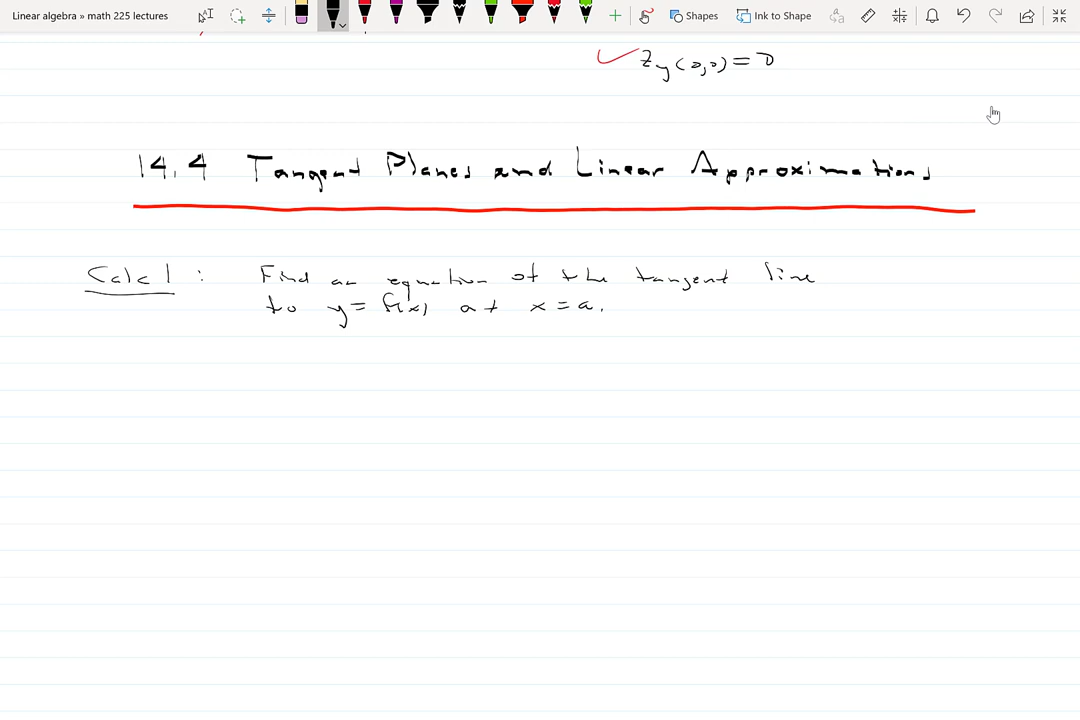 Linear algebra » math 225 lectures
Shapes
Ink to Shape
z_y(0,0) = 0
14.4 Tangent Planes and Linear Approximations
Calc 1 : Find an equation of the tangent line
to y = f(x) at x = a.